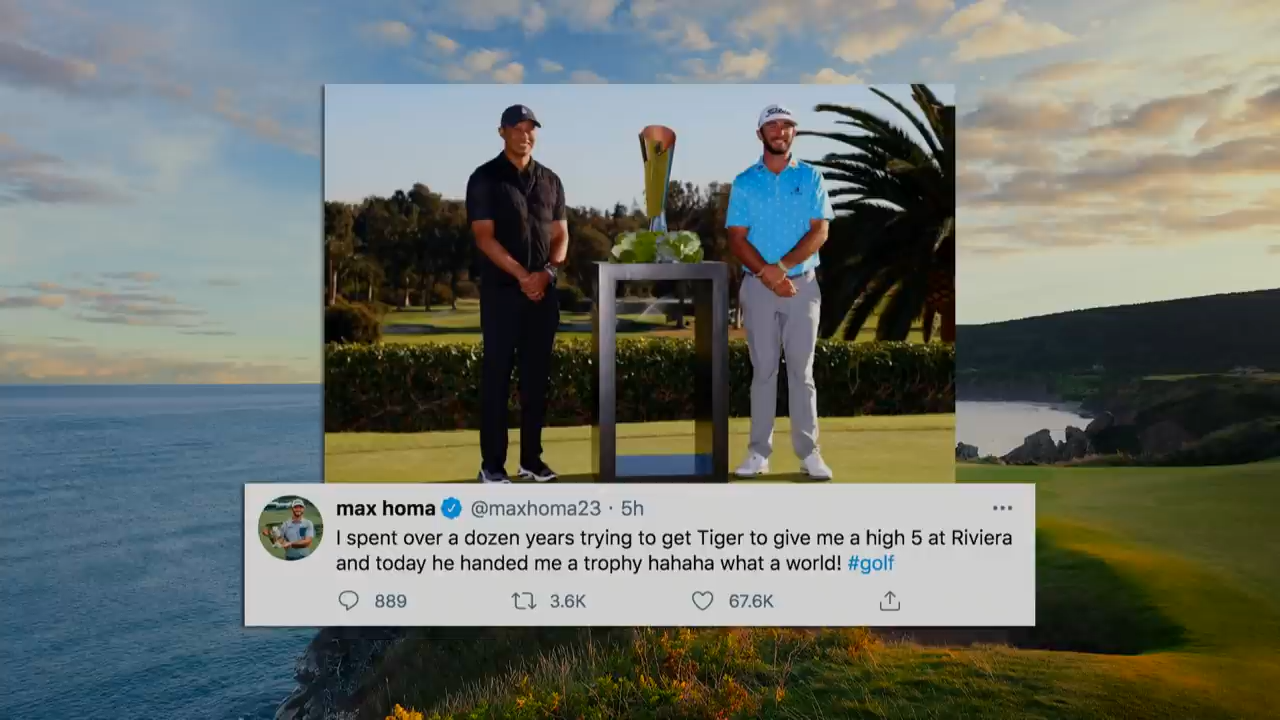 Titleist
max homa @maxhoma23 · 5h
I spent over a dozen years trying to get Tiger to give me a high 5 at Riviera
and today he handed me a trophy hahaha what a world! #golf
889 3.6K 67.6K